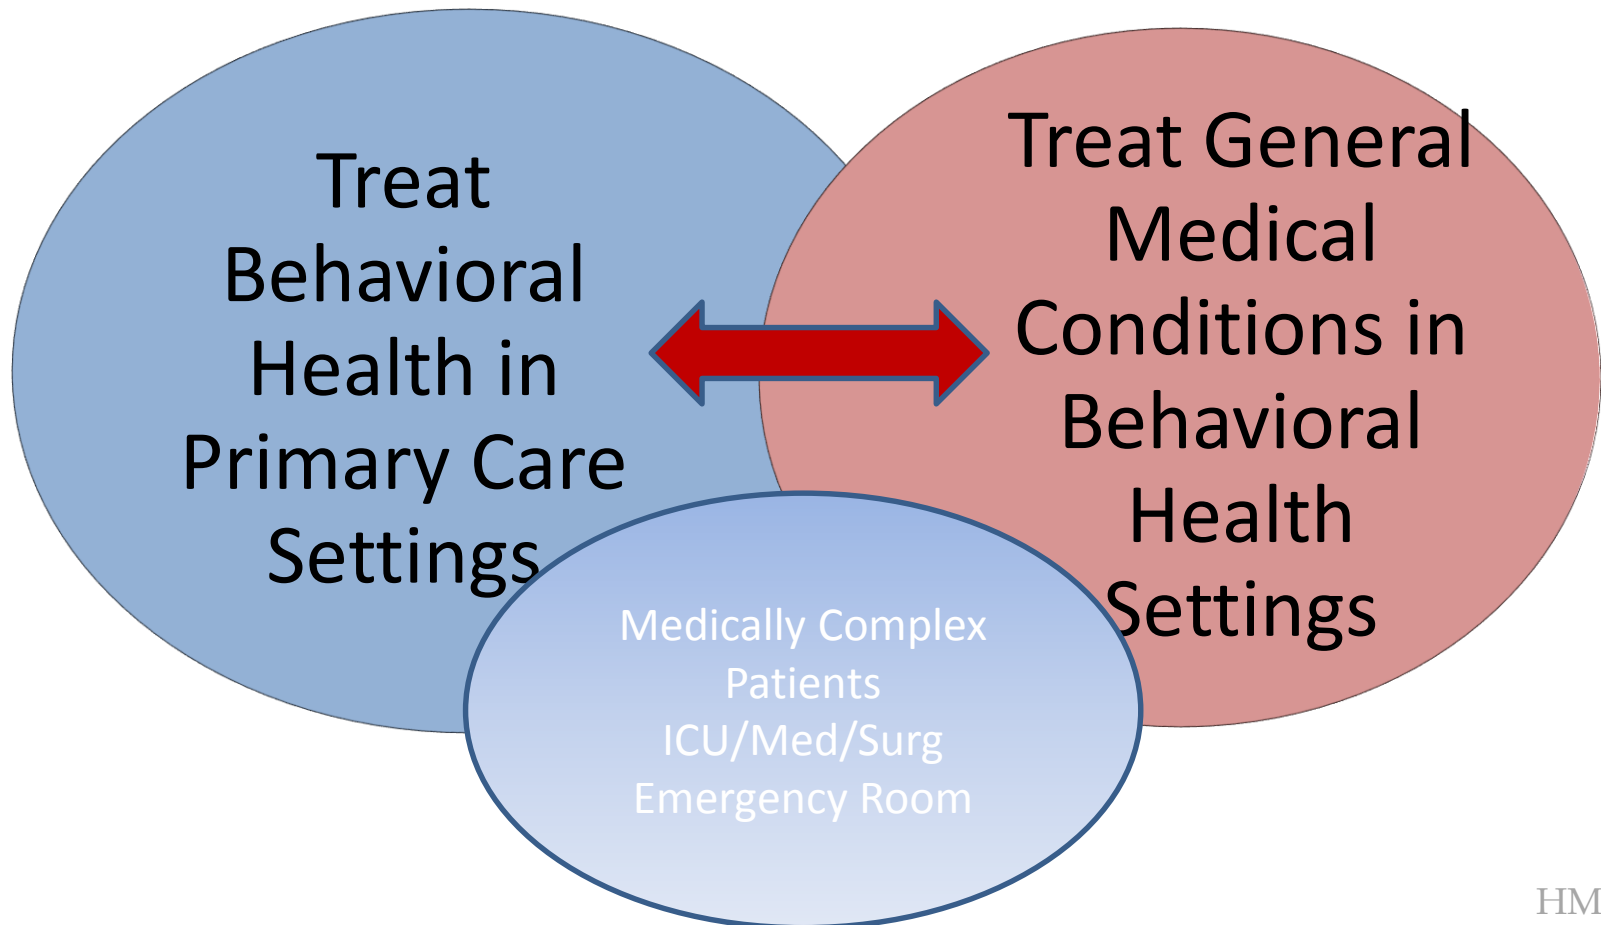 Treat
Behavioral
Health in
Primary Care
Settings
Treat General
Medical
Conditions in
Behavioral
Health
Settings
Medically Complex
Patients
ICU/Med/Surg
Emergency Room
HM